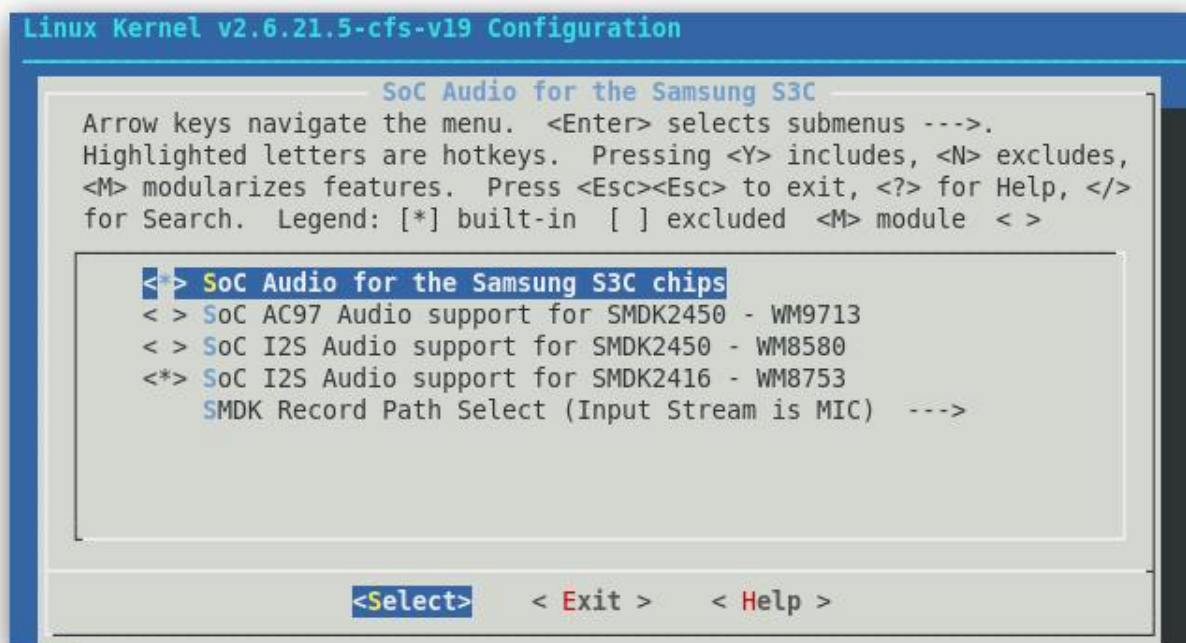 Linux Kernel v2.6.21.5-cfs-v19 Configuration
SoC Audio for the Samsung S3C
Arrow keys navigate the menu.  <Enter> selects submenus --->.
Highlighted letters are hotkeys.  Pressing <Y> includes, <N> excludes,
<M> modularizes features.  Press <Esc><Esc> to exit, <?> for Help, </>
for Search.  Legend: [*] built-in  [ ] excluded  <M> module  < >
<*> SoC Audio for the Samsung S3C chips
< > SoC AC97 Audio support for SMDK2450 - WM9713
< > SoC I2S Audio support for SMDK2450 - WM8580
<*> SoC I2S Audio support for SMDK2416 - WM8753
SMDK Record Path Select (Input Stream is MIC)  --->
<Select>    < Exit >    < Help >